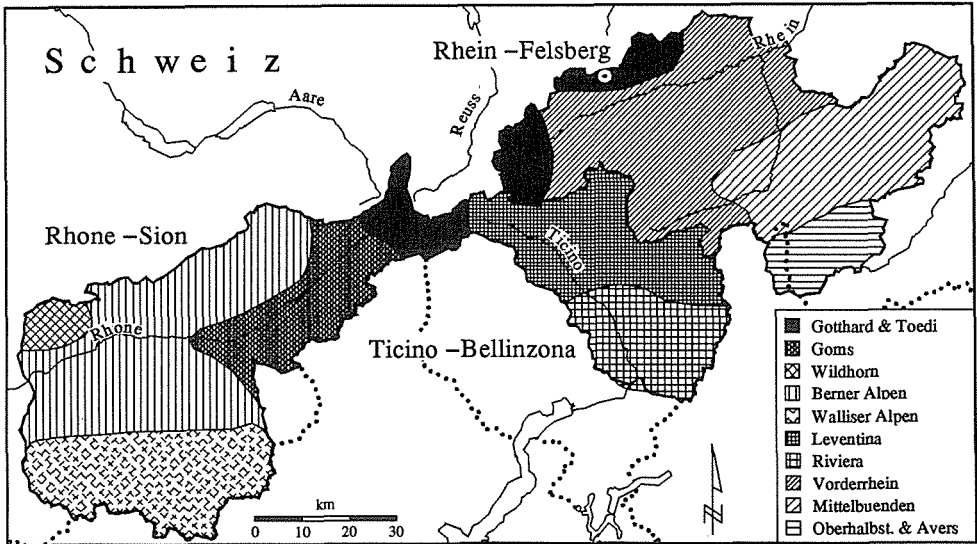 Schweiz
Aare
Reuss
Rhein – Felsberg
Rhein
Rhone – Sion
Rhone
Ticino
Ticino – Bellinzona
km
0 10 20 30
Gotthard & Toedi
Goms
Wildhorn
Berner Alpen
Walliser Alpen
Leventina
Riviera
Vorderrhein
Mittelbuenden
Oberhalbst. & Avers